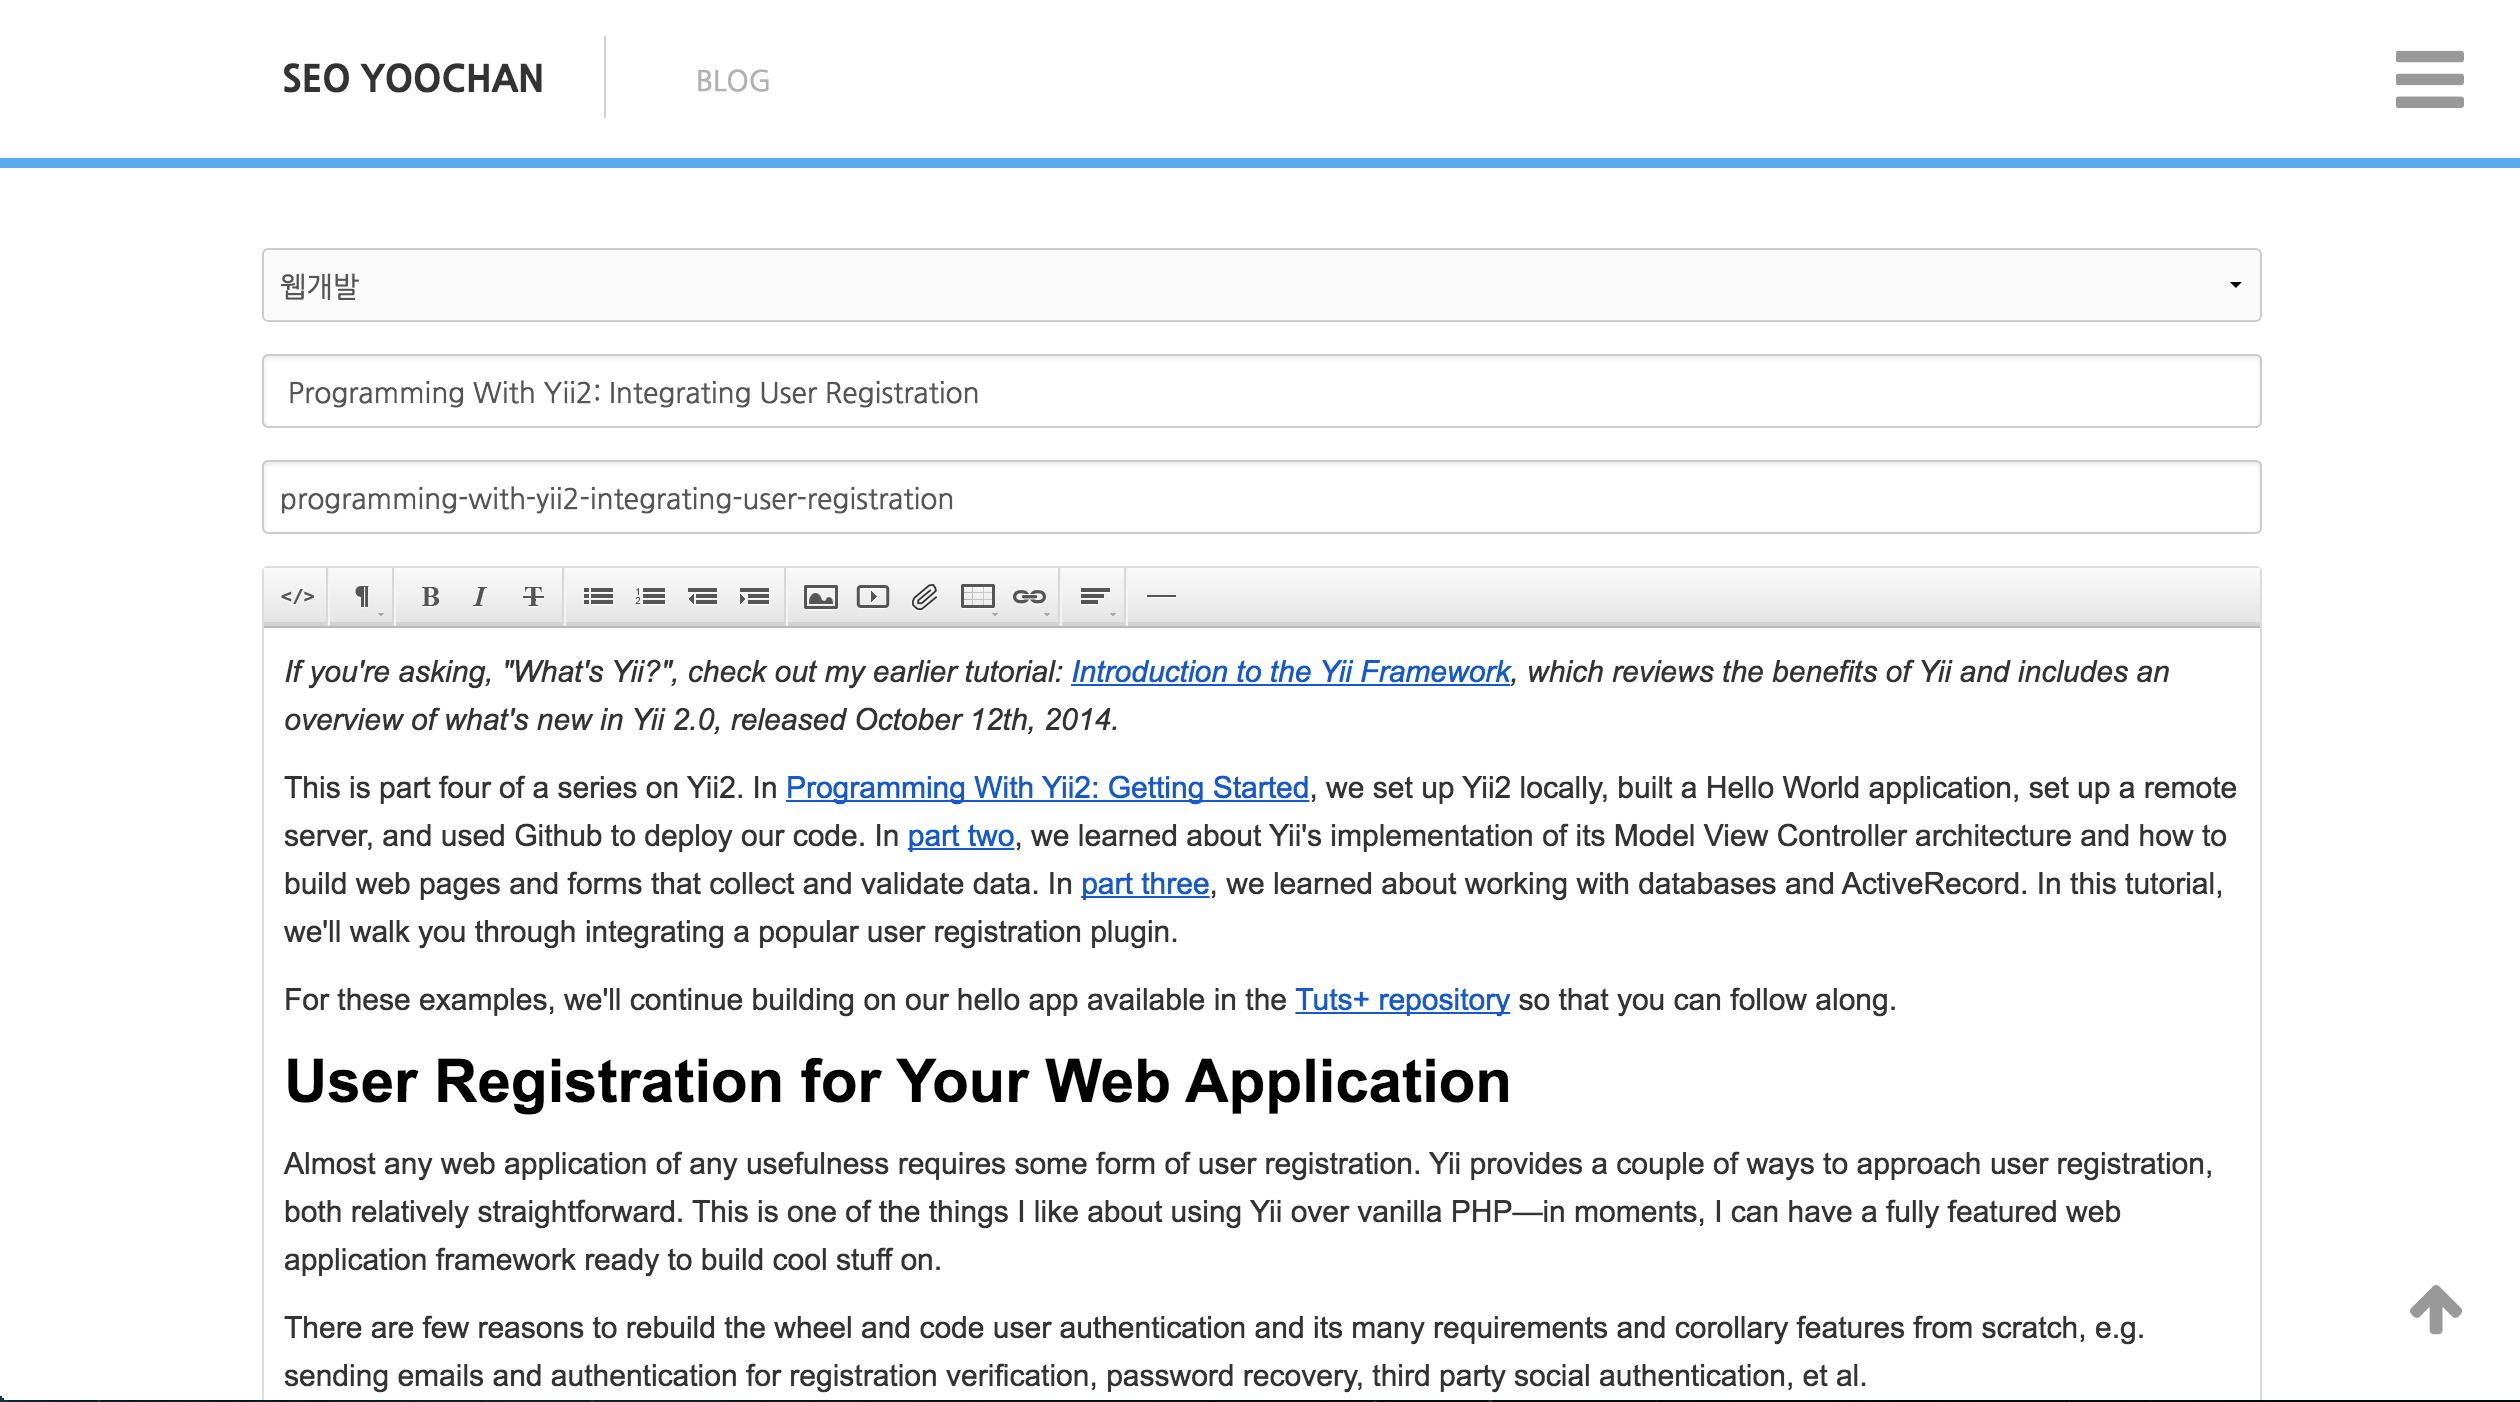 SEO YOOCHAN
BLOG
웹개발
Programming With Yii2: Integrating User Registration
programming-with-yii2-integrating-user-registration
If you're asking, "What's Yii?", check out my earlier tutorial: Introduction to the Yii Framework, which reviews the benefits of Yii and includes an
overview of what's new in Yii 2.0, released October 12th, 2014.
This is part four of a series on Yii2. In Programming With Yii2: Getting Started, we set up Yii2 locally, built a Hello World application, set up a remote
server, and used Github to deploy our code. In part two, we learned about Yii's implementation of its Model View Controller architecture and how to
build web pages and forms that collect and validate data. In part three, we learned about working with databases and ActiveRecord. In this tutorial,
we'll walk you through integrating a popular user registration plugin.
For these examples, we'll continue building on our hello app available in the Tuts+ repository so that you can follow along.
User Registration for Your Web Application
Almost any web application of any usefulness requires some form of user registration. Yii provides a couple of ways to approach user registration,
both relatively straightforward. This is one of the things I like about using Yii over vanilla PHP—in moments, I can have a fully featured web
application framework ready to build cool stuff on.
There are few reasons to rebuild the wheel and code user authentication and its many requirements and corollary features from scratch, e.g.
sending emails and authentication for registration verification, password recovery, third party social authentication, et al.